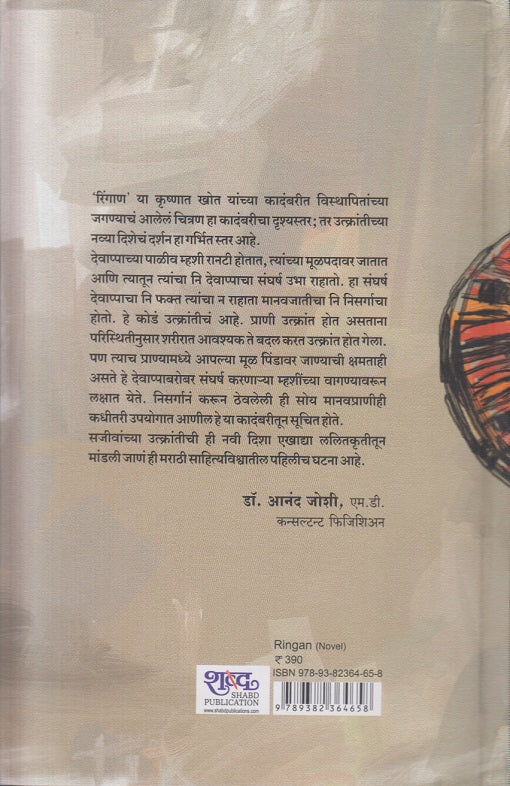 'रिंगाण' या कृष्णात खोत यांच्या कादंबरीत विस्थापितांच्या
जगण्याचं आलेलं चित्रण हा कादंबरीचा दृश्यस्तर; तर उत्क्रांतीच्या
नव्या दिशेचं दर्शन हा गर्भित स्तर आहे.
देवाप्पाच्या पाळीव म्हशी रानटी होतात, त्यांच्या मूळपदावर जातात
आणि त्यातून त्यांचा नि देवाप्पाचा संघर्ष उभा राहातो. हा संघर्ष
देवाप्पाचा नि फक्त त्यांचा न राहाता मानवजातीचा नि निसर्गाचा
होतो. हे कोडं उत्क्रांतीचं आहे. प्राणी उत्क्रांत होत असताना
परिस्थितीनुसार शरीरात आवश्यक ते बदल करत उत्क्रांत होत गेला.
पण त्याच प्राण्यामध्ये आपल्या मूळ पिंडावर जाण्याची क्षमताही
असते हे देवाप्पाबरोबर संघर्ष करणाऱ्या म्हशींच्या वागण्यावरून
लक्षात येते. निसर्गानं करून ठेवलेली ही सोय मानवप्राणीही
कधीतरी उपयोगात आणील हे या कादंबरीतून सूचित होते.
सजीवांच्या उत्क्रांतीची ही नवी दिशा एखाद्या ललितकृतीतून
मांडली जाणं ही मराठी साहित्यविश्वातील पहिलीच घटना आहे.
डॉ. आनंद जोशी, एम.डी.
कन्सल्टन्ट फिजिशिअन
Ringan (Novel)
₹ 390
ISBN 978-93-82364-65-8
9 789382 364658
शब्द
SHABD
PUBLICATION
www.shabdpublications.com